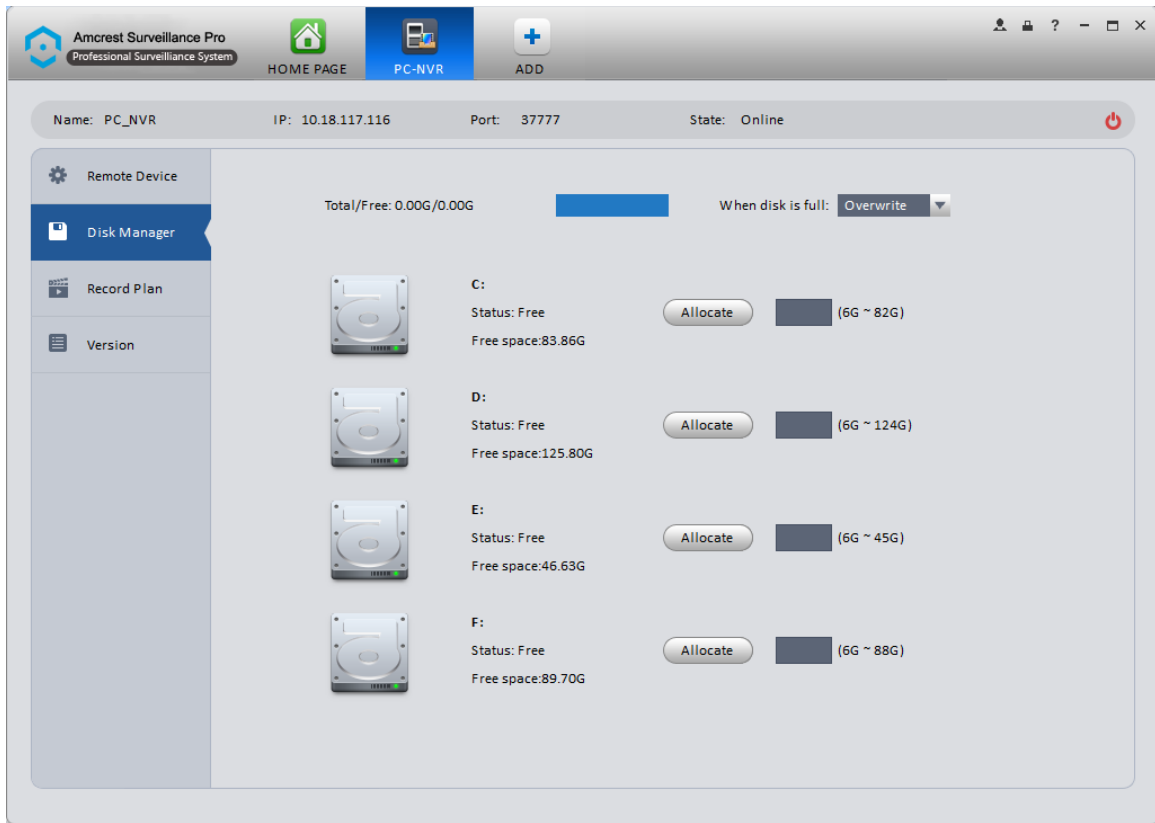 Amcrest Surveillance Pro
Professional Surveillance System
HOME PAGE
PC-NVR
ADD
?
Name: PC_NVR IP: 10.18.117.116 Port: 37777 State: Online
Remote Device
Disk Manager
Record Plan
Version
Total/Free: 0.00G/0.00G When disk is full: Overwrite
C:
Status: Free Allocate (6G ~ 82G)
Free space:83.86G
D:
Status: Free Allocate (6G ~ 124G)
Free space:125.80G
E:
Status: Free Allocate (6G ~ 45G)
Free space:46.63G
F:
Status: Free Allocate (6G ~ 88G)
Free space:89.70G